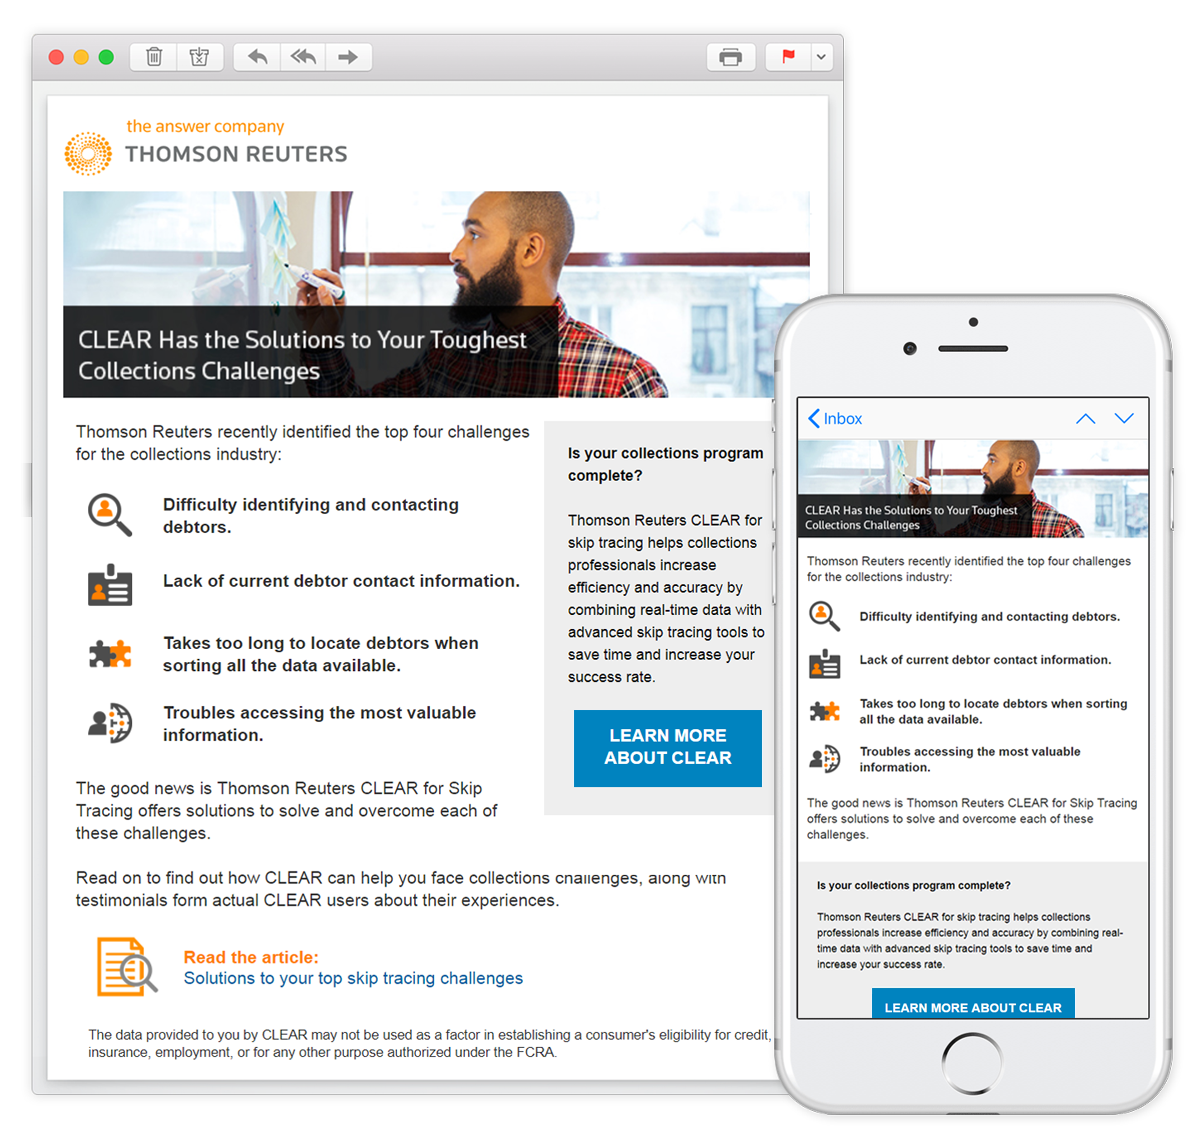 the answer company
THOMSON REUTERS
CLEAR Has the Solutions to Your Toughest
Collections Challenges
Thomson Reuters recently identified the top four challenges
for the collections industry:
Difficulty identifying and contacting
debtors.
Lack of current debtor contact information.
Takes too long to locate debtors when
sorting all the data available.
Troubles accessing the most valuable
information.
The good news is Thomson Reuters CLEAR for Skip
Tracing offers solutions to solve and overcome each of
these challenges.
Is your collections program
complete?
Thomson Reuters CLEAR for
skip tracing helps collections
professionals increase
efficiency and accuracy by
combining real-time data with
advanced skip tracing tools to
save time and increase your
success rate.
LEARN MORE
ABOUT CLEAR
Read on to find out how CLEAR can help you face collections challenges, along with
testimonials form actual CLEAR users about their experiences.
Read the article:
Solutions to your top skip tracing challenges
The data provided to you by CLEAR may not be used as a factor in establishing a consumer's eligibility for credit,
insurance, employment, or for any other purpose authorized under the FCRA.
Inbox
CLEAR Has the Solutions to Your Toughest
Collections Challenges
Thomson Reuters recently identified the top four challenges
for the collections industry:
Difficulty identifying and contacting debtors.
Lack of current debtor contact information.
Takes too long to locate debtors when sorting
all the data available.
Troubles accessing the most valuable
information.
The good news is Thomson Reuters CLEAR for Skip Tracing
offers solutions to solve and overcome each of these
challenges.
Is your collections program complete?
Thomson Reuters CLEAR for skip tracing helps collections
professionals increase efficiency and accuracy by combining real-
time data with advanced skip tracing tools to save time and
increase your success rate.
LEARN MORE ABOUT CLEAR